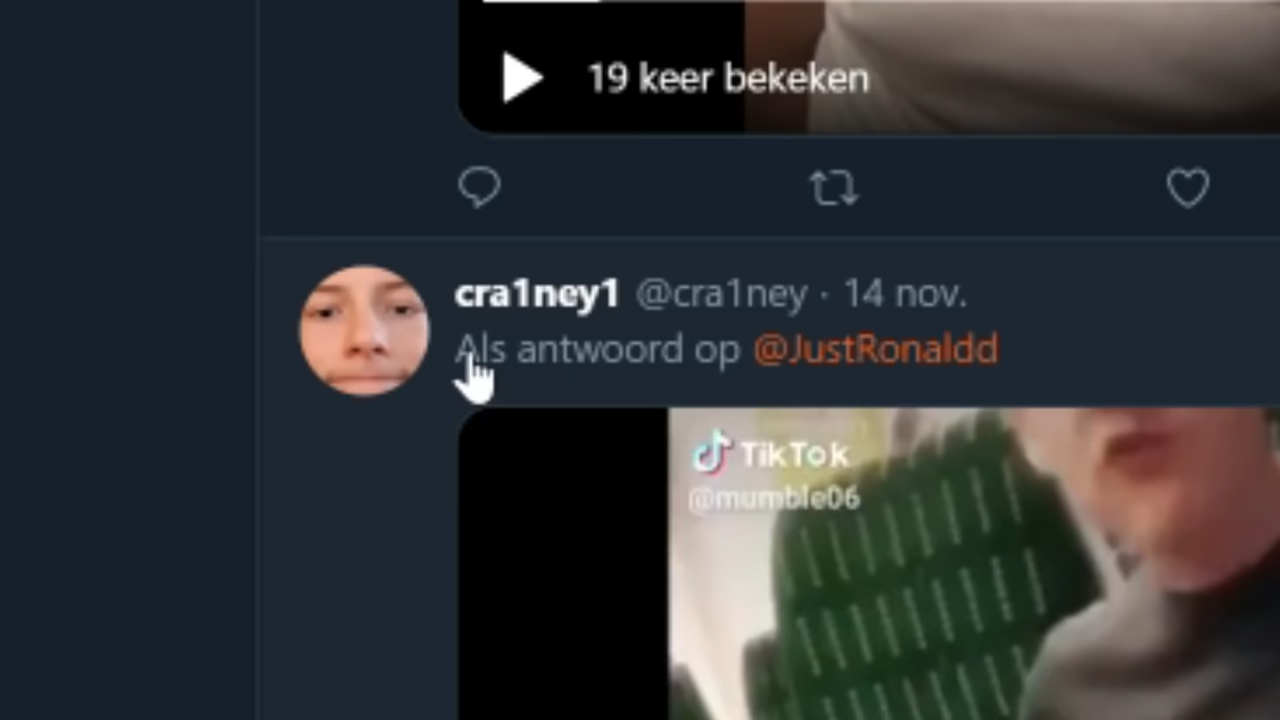 19 keer bekeken
cra1ney1 @cra1ney · 14 nov.
Als antwoord op @JustRonaldd
TikTok
@mumble06